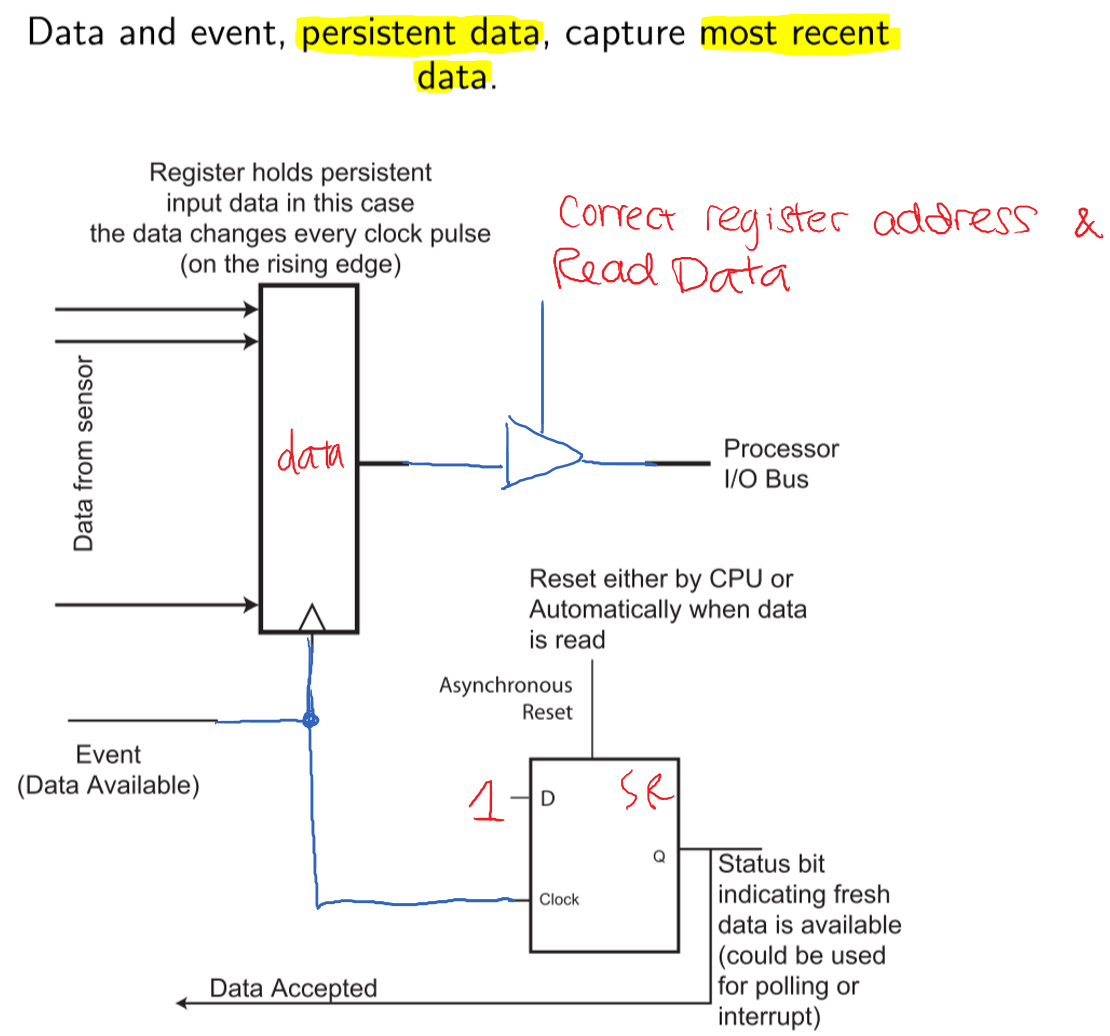 Data and event, persistent data, capture most recent
data.
Register holds persistent
input data in this case
the data changes every clock pulse
(on the rising edge)
Correct register address &
Read Data
Data from sensor
data
Processor
I/O Bus
Reset either by CPU or
Automatically when data
is read
Asynchronous
Reset
Event
(Data Available)
1
D
SR
Q
Clock
Status bit
indicating fresh
data is available
(could be used
for polling or
interrupt)
Data Accepted